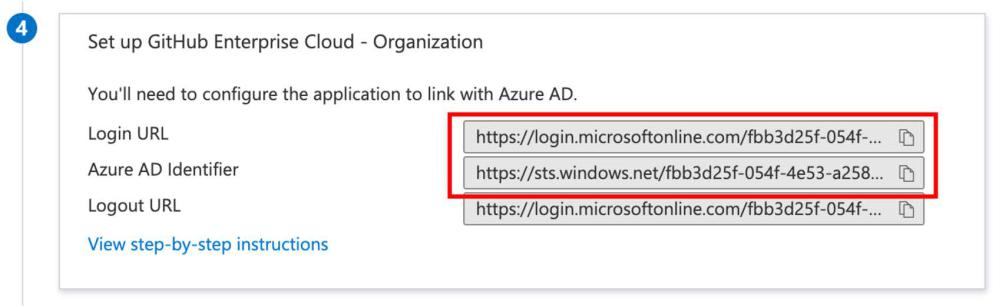 4
Set up GitHub Enterprise Cloud - Organization
You'll need to configure the application to link with Azure AD.
Login URL https://login.microsoftonline.com/fbb3d25f-054f-...
Azure AD Identifier https://sts.windows.net/fbb3d25f-054f-4e53-a258...
Logout URL https://login.microsoftonline.com/fbb3d25f-054f-...
View step-by-step instructions